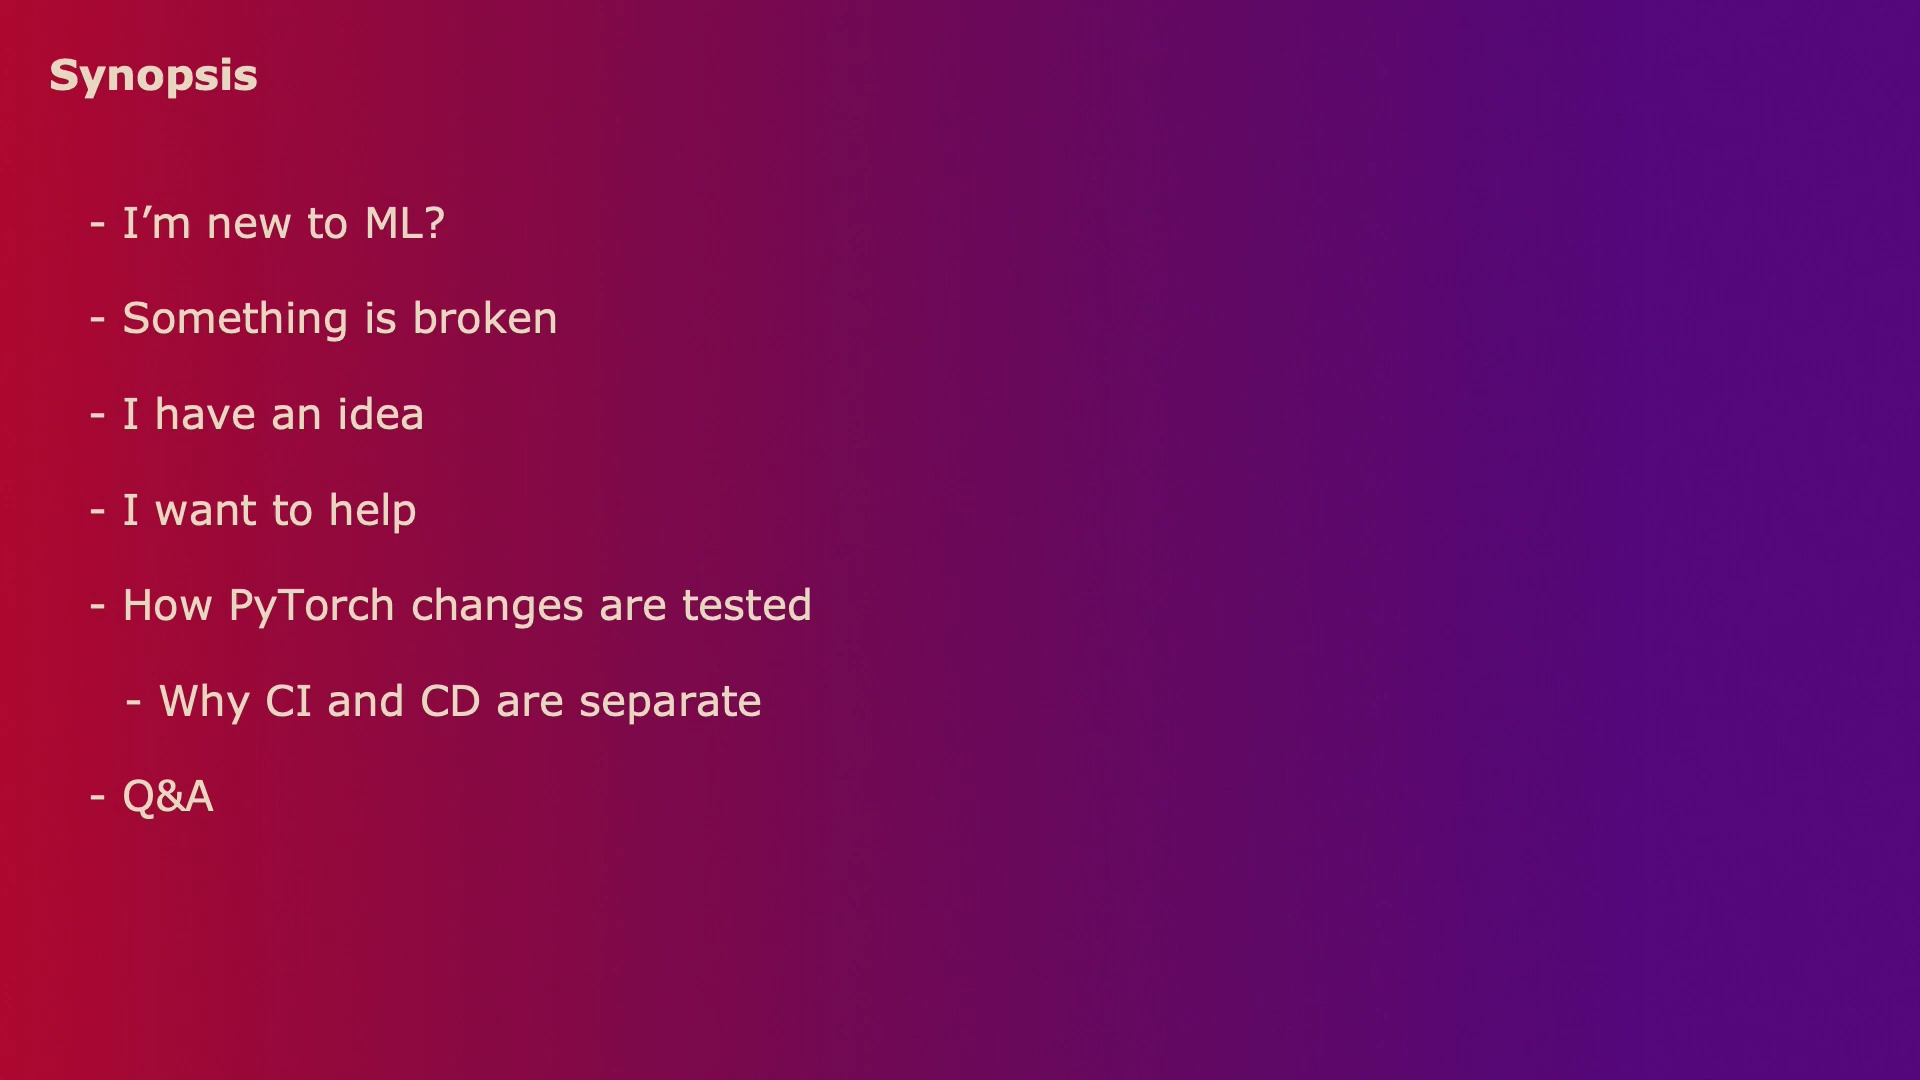 Synopsis
- I’m new to ML?
- Something is broken
- I have an idea
- I want to help
- How PyTorch changes are tested
- Why CI and CD are separate
- Q&A